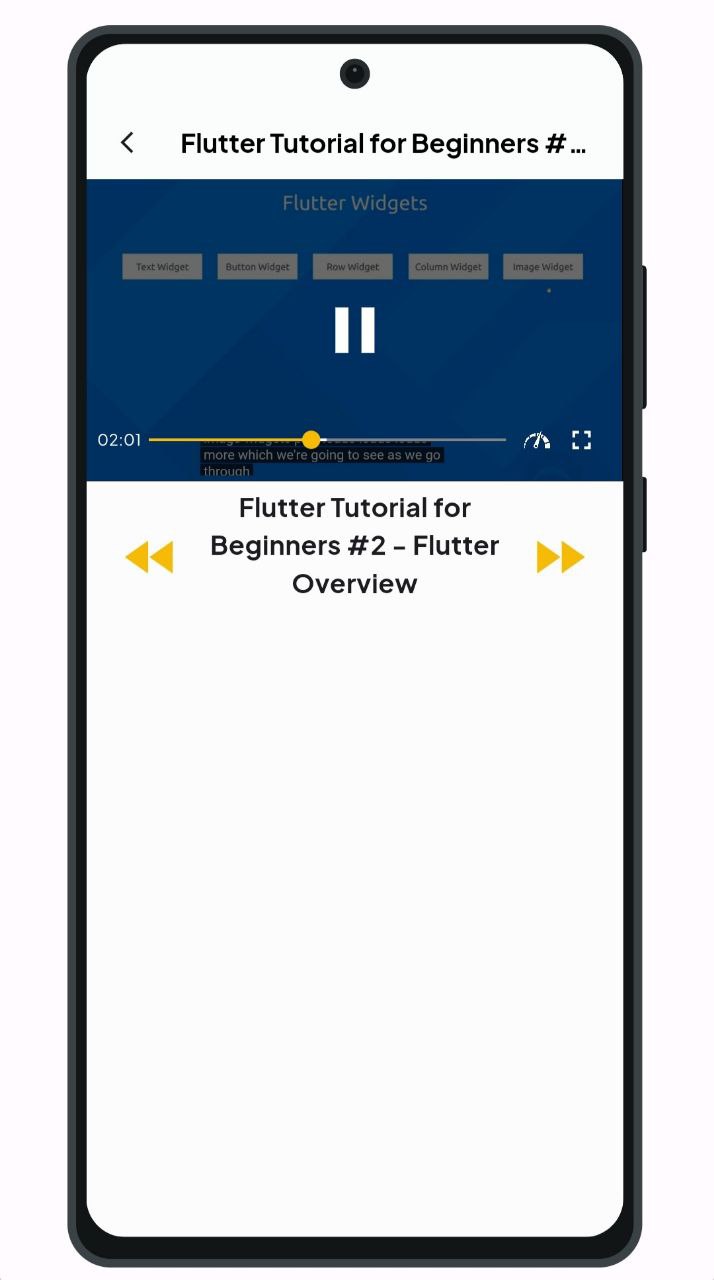 Flutter Tutorial for Beginners # ...
Flutter Widgets
Text Widget
Button Widget
Row Widget
Column Widget
Image Widget
02:01
more which we're going to see as we go
through
Flutter Tutorial for
Beginners #2 - Flutter
Overview